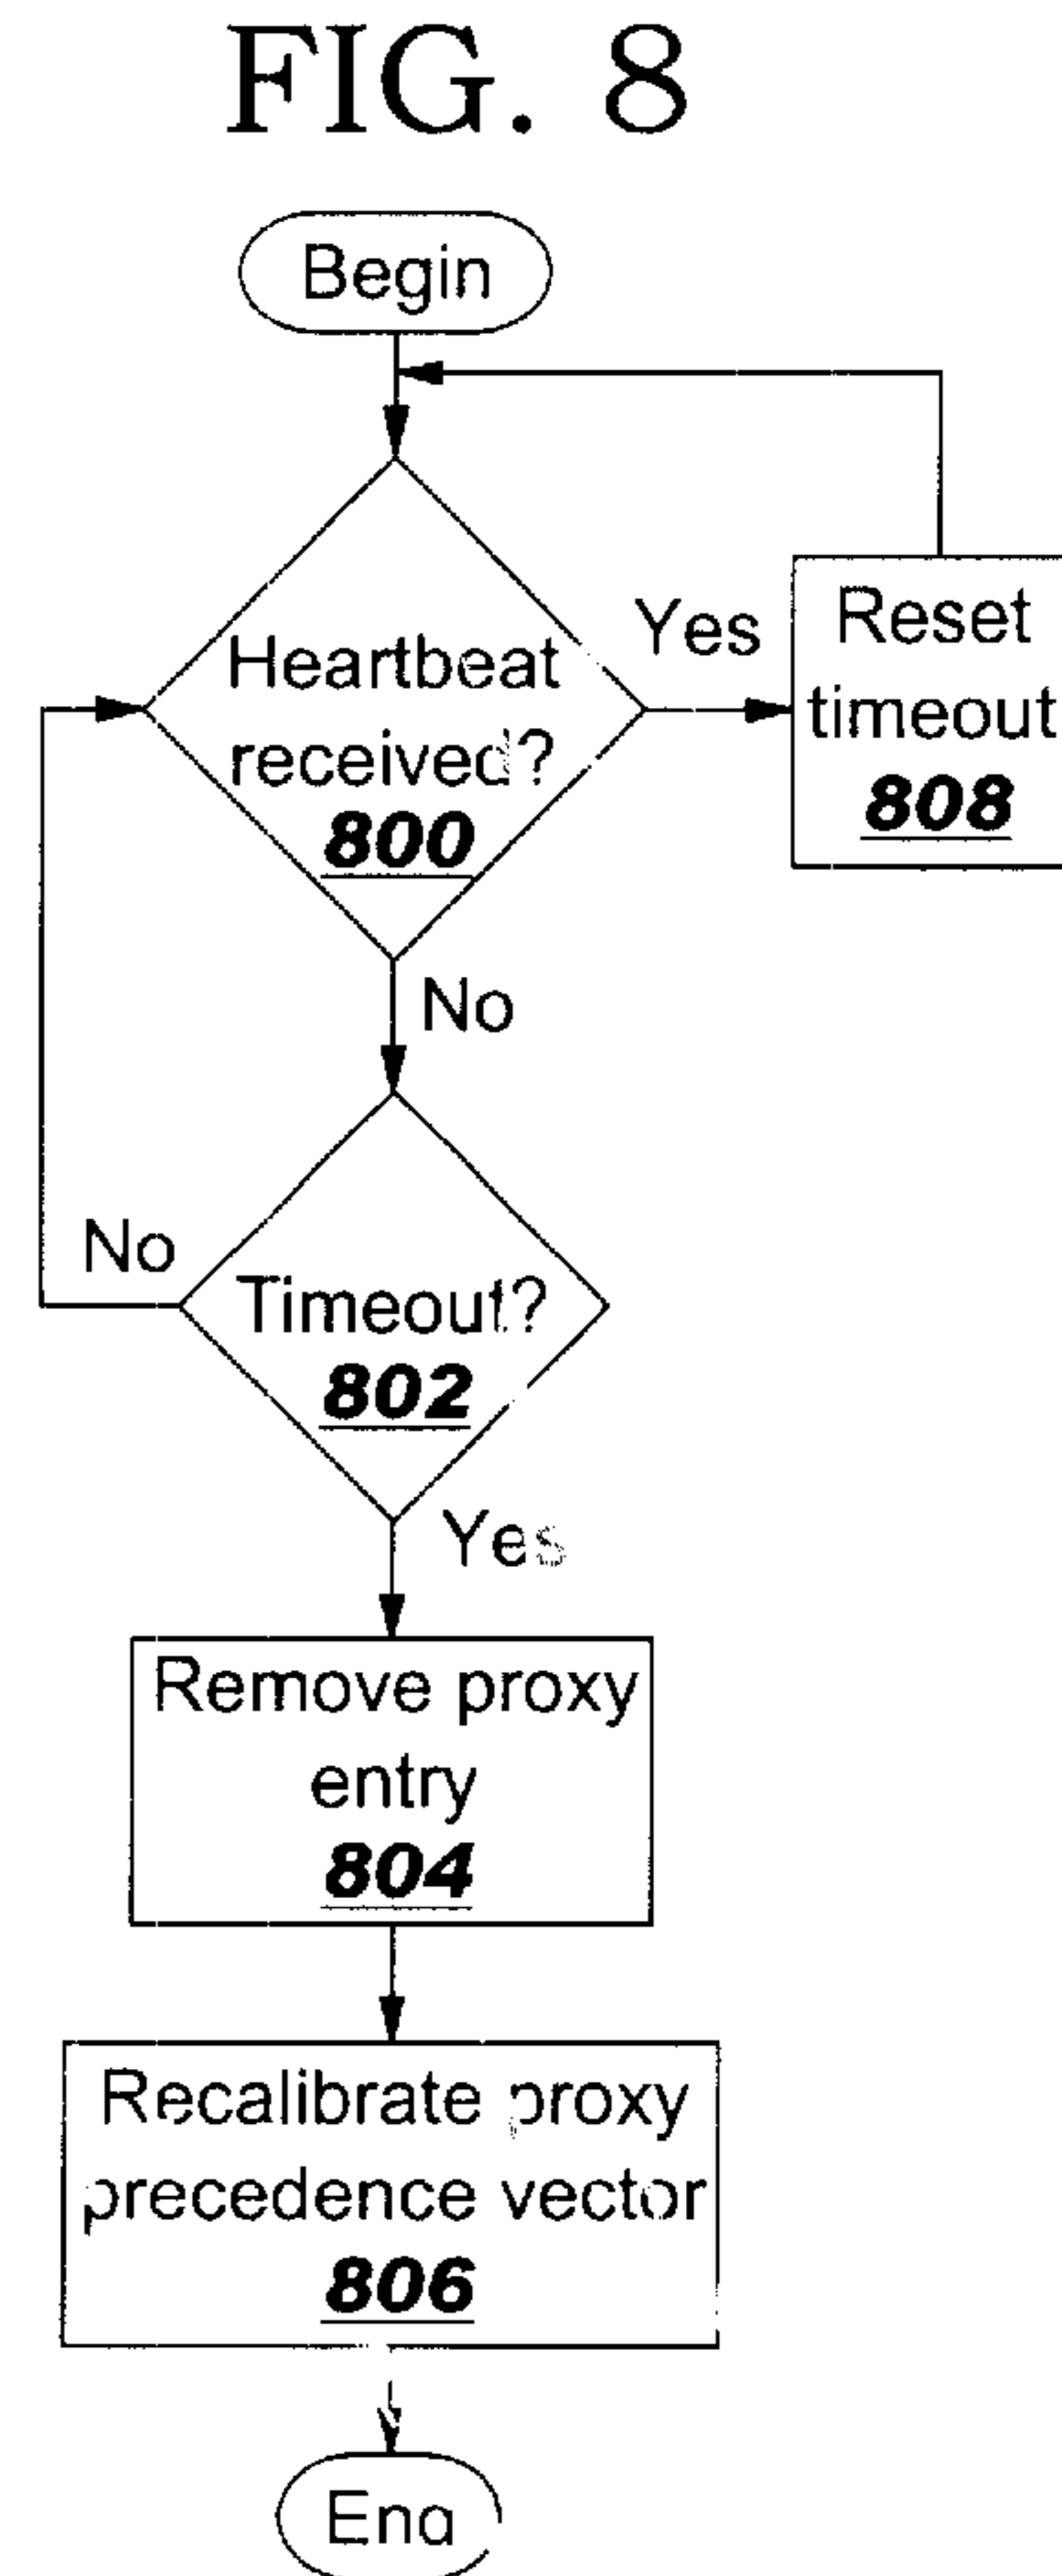 FIG. 8
Begin
Heartbeat
received?
800
Yes
Reset
timeout
808
No
Timeout?
802
No
Yes
Remove proxy
entry
804
Recalibrate proxy
precedence vector
806
End